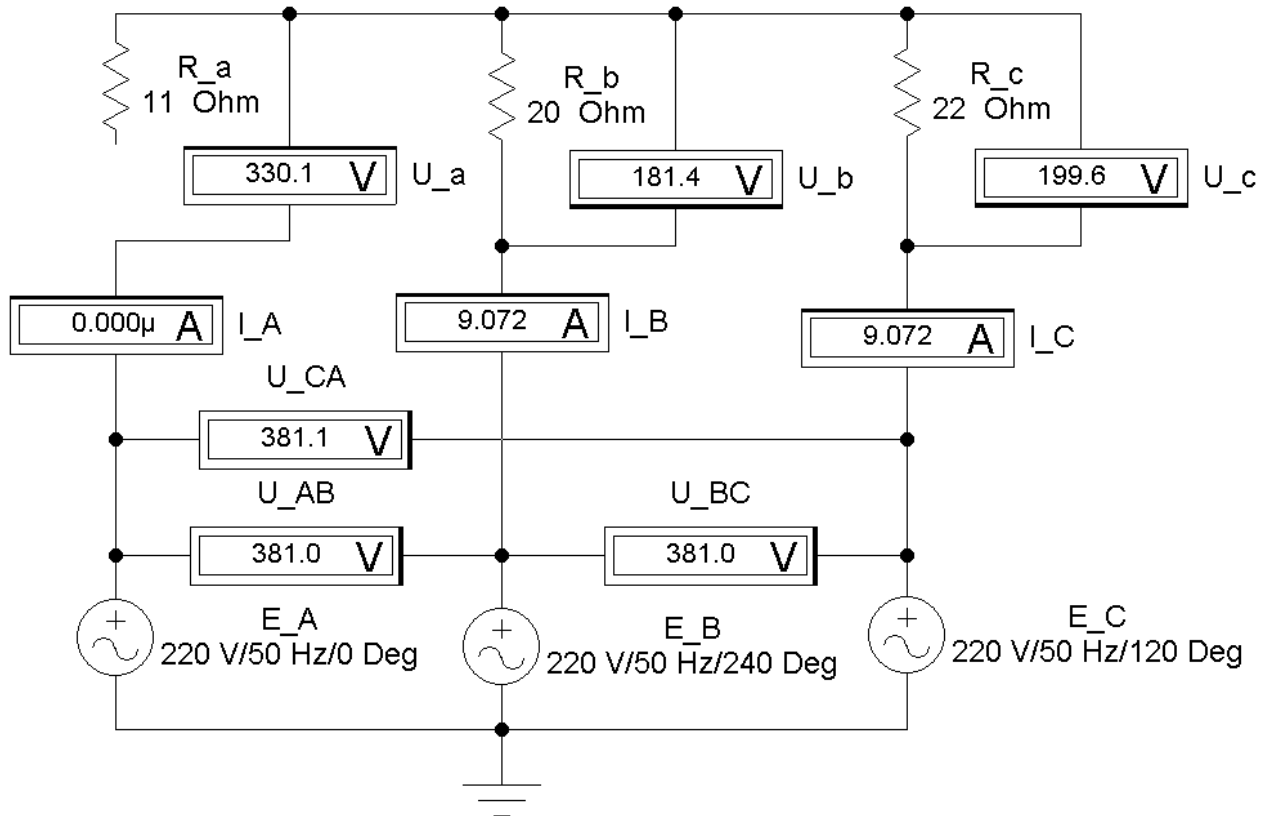 R_a
11 Ohm
R_b
20 Ohm
R_c
22 Ohm
330.1 V
U_a
181.4 V
U_b
199.6 V
U_c
0.000µ A
I_A
9.072 A
I_B
9.072 A
I_C
U_CA
381.1 V
U_AB
381.0 V
U_BC
381.0 V
E_A
220 V/50 Hz/0 Deg
E_B
220 V/50 Hz/240 Deg
E_C
220 V/50 Hz/120 Deg